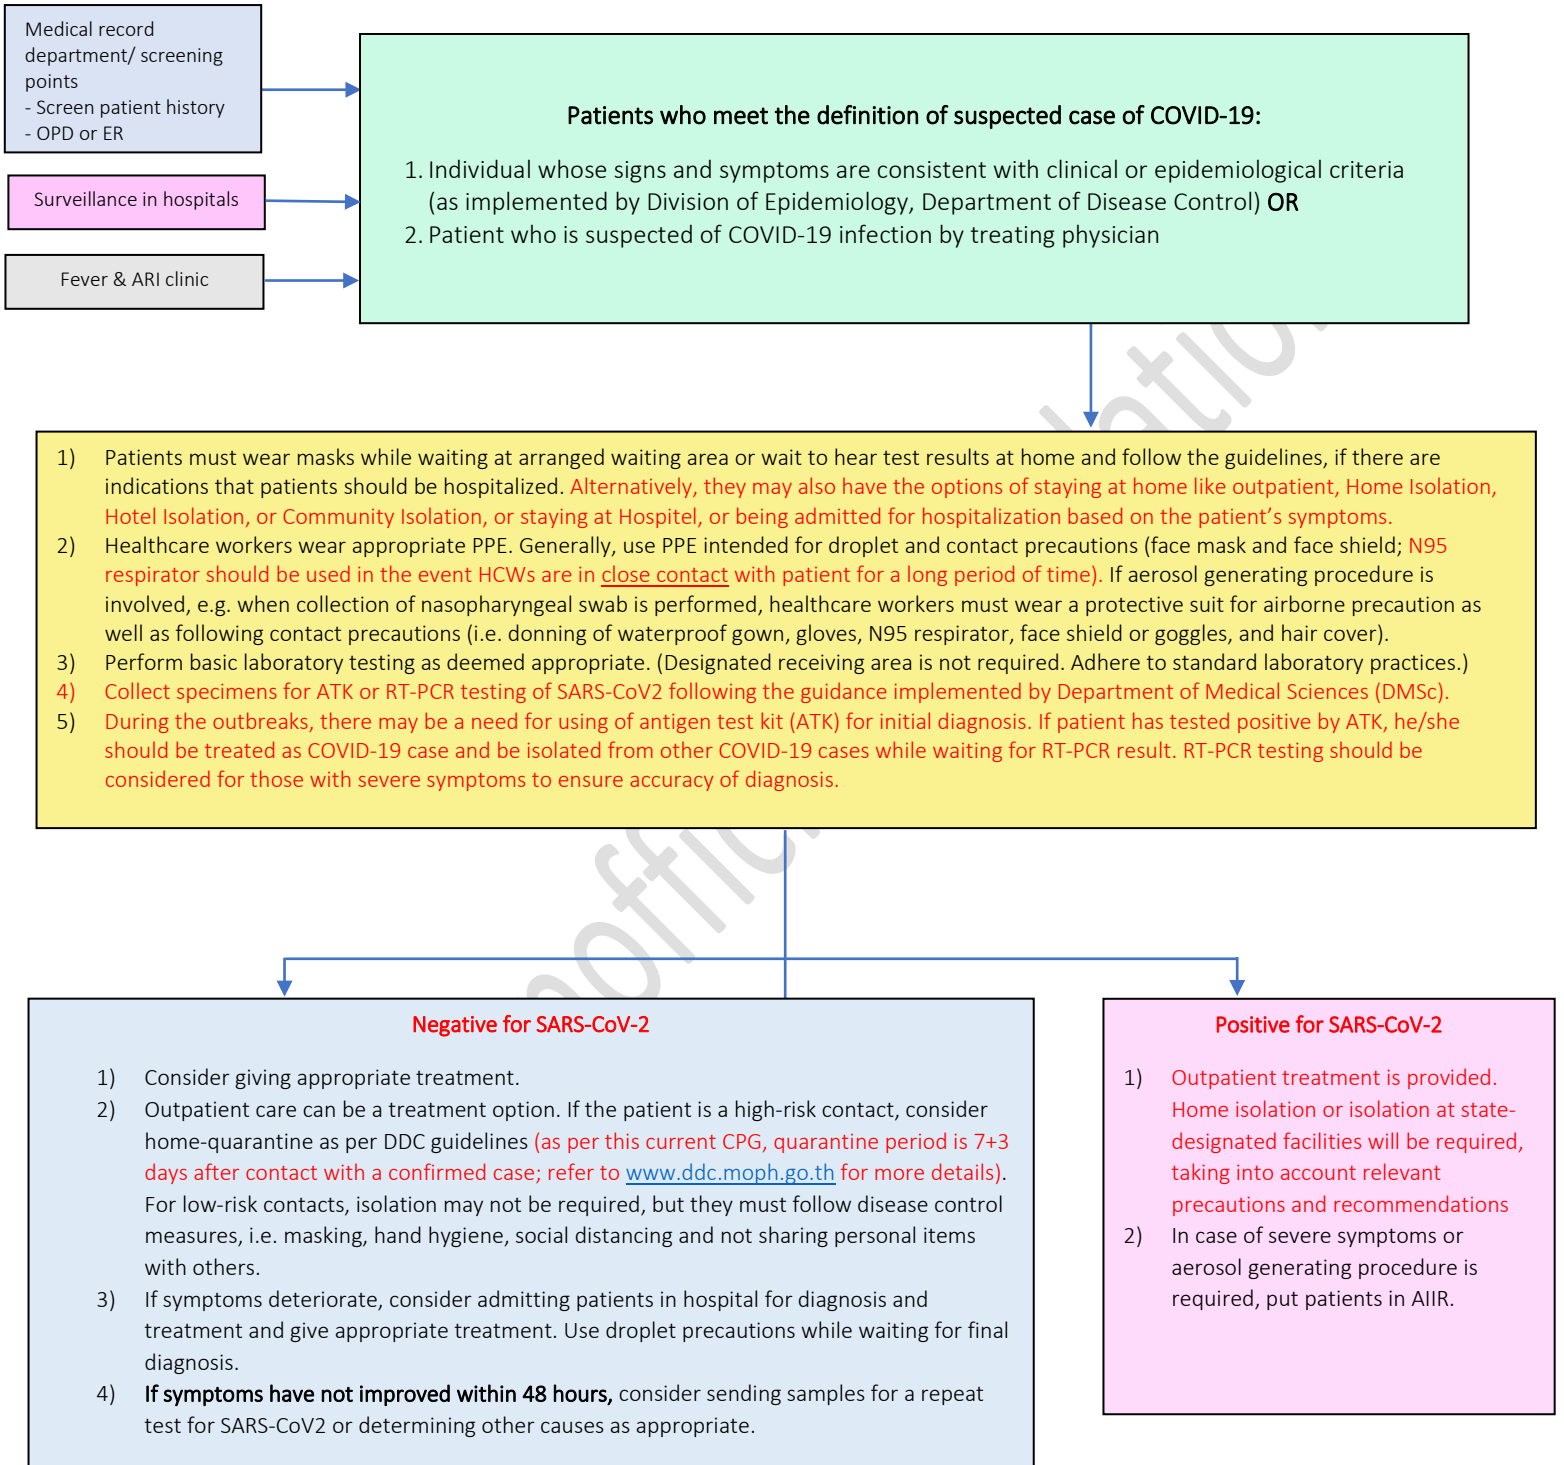 Medical record
department/ screening
points
- Screen patient history
- OPD or ER
Surveillance in hospitals
Fever & ARI clinic
Patients who meet the definition of suspected case of COVID-19:
1. Individual whose signs and symptoms are consistent with clinical or epidemiological criteria
(as implemented by Division of Epidemiology, Department of Disease Control) OR
2. Patient who is suspected of COVID-19 infection by treating physician
1) Patients must wear masks while waiting at arranged waiting area or wait to hear test results at home and follow the guidelines, if there are
indications that patients should be hospitalized. Alternatively, they may also have the options of staying at home like outpatient, Home Isolation,
Hotel Isolation, or Community Isolation, or staying at Hospitel, or being admitted for hospitalization based on the patient's symptoms.
2) Healthcare workers wear appropriate PPE. Generally, use PPE intended for droplet and contact precautions (face mask and face shield; N95
respirator should be used in the event HCWs are in close contact with patient for a long period of time). If aerosol generating procedure is
involved, e.g. when collection of nasopharyngeal swab is performed, healthcare workers must wear a protective suit for airborne precaution as
well as following contact precautions (i.e. donning of waterproof gown, gloves, N95 respirator, face shield or goggles, and hair cover).
3) Perform basic laboratory testing as deemed appropriate. (Designated receiving area is not required. Adhere to standard laboratory practices.)
4) Collect specimens for ATK or RT-PCR testing of SARS-CoV2 following the guidance implemented by Department of Medical Sciences (DMSc).
5) During the outbreaks, there may be a need for using of antigen test kit (ATK) for initial diagnosis. If patient has tested positive by ATK, he/she
should be treated as COVID-19 case and be isolated from other COVID-19 cases while waiting for RT-PCR result. RT-PCR testing should be
considered for those with severe symptoms to ensure accuracy of diagnosis.
Negative for SARS-CoV-2
1) Consider giving appropriate treatment.
2) Outpatient care can be a treatment option. If the patient is a high-risk contact, consider
home-quarantine as per DDC guidelines (as per this current CPG, quarantine period is 7+3
days after contact with a confirmed case; refer to www.ddc.moph.go.th for more details).
For low-risk contacts, isolation may not be required, but they must follow disease control
measures, i.e. masking, hand hygiene, social distancing and not sharing personal items
with others.
3) If symptoms deteriorate, consider admitting patients in hospital for diagnosis and
treatment and give appropriate treatment. Use droplet precautions while waiting for final
diagnosis.
4) If symptoms have not improved within 48 hours, consider sending samples for a repeat
test for SARS-CoV2 or determining other causes as appropriate.
Positive for SARS-CoV-2
1) Outpatient treatment is provided.
Home isolation or isolation at state-
designated facilities will be required,
taking into account relevant
precautions and recommendations
2) In case of severe symptoms or
aerosol generating procedure is
required, put patients in AIIR.